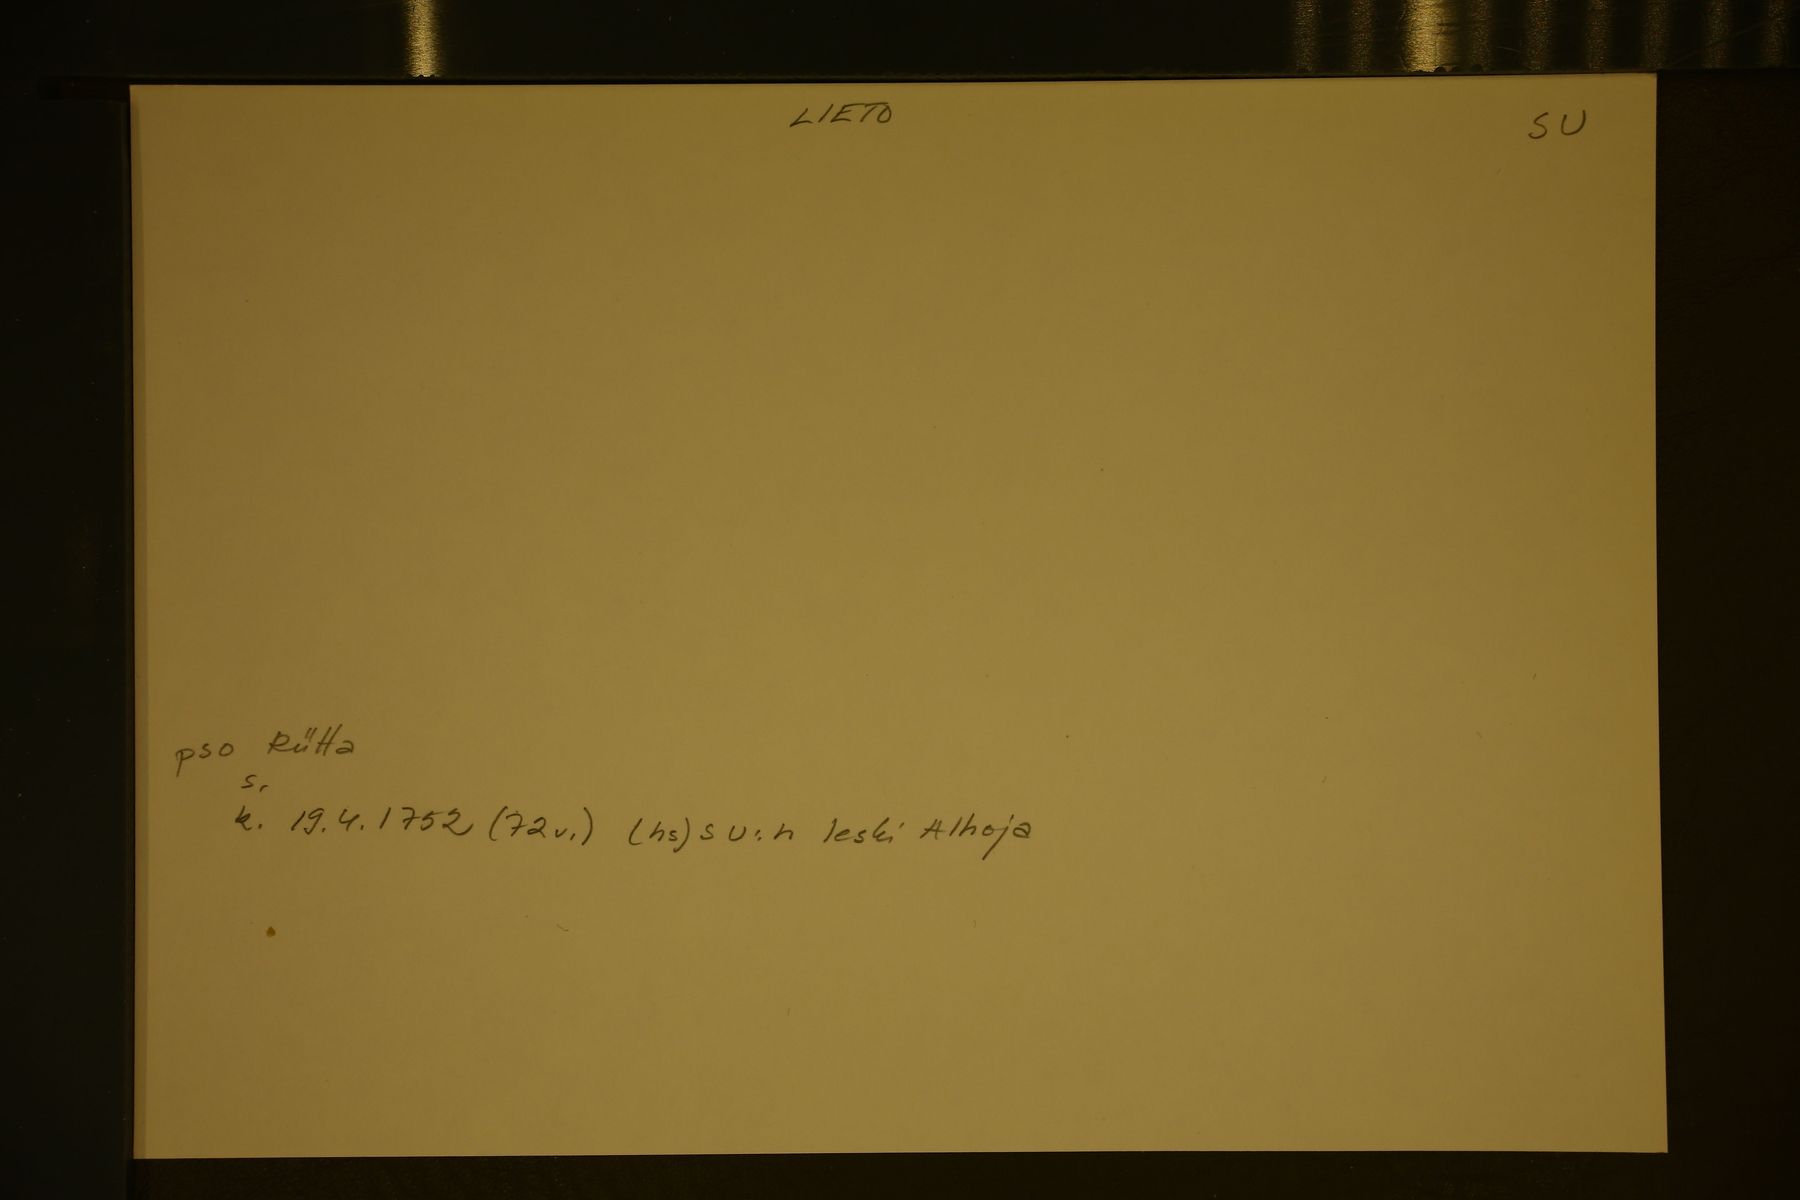 LIETO
SU
pso Riitta
s.
k. 19.4.1752 (72v.) (hs) SU:n leski Alhoja